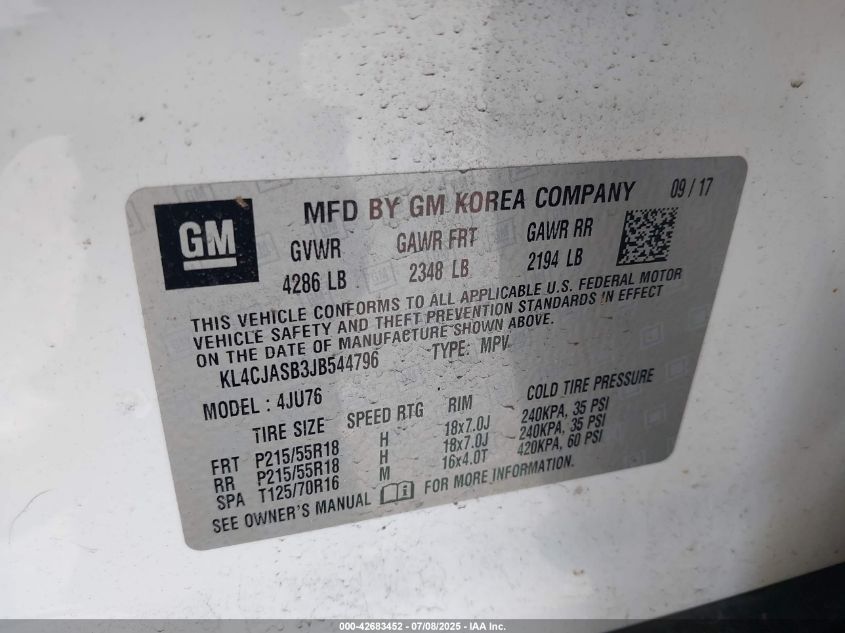 GM
MFD BY GM KOREA COMPANY 09 / 17
GVWR GAWR FRT GAWR RR
4286 LB 2348 LB 2194 LB
THIS VEHICLE CONFORMS TO ALL APPLICABLE U.S. FEDERAL MOTOR
VEHICLE SAFETY AND THEFT PREVENTION STANDARDS IN EFFECT
ON THE DATE OF MANUFACTURE SHOWN ABOVE.
KL4CJASB3JB544796 TYPE: MPV
MODEL : 4JU76
TIRE SIZE SPEED RTG RIM COLD TIRE PRESSURE
FRT P215/55R18 H 18x7.0J 240KPA, 35 PSI
RR P215/55R18 H 18x7.0J 240KPA, 35 PSI
SPA T125/70R16 M 16x4.0T 420KPA, 60 PSI
SEE OWNER'S MANUAL FOR MORE INFORMATION.
000-42683452 - 07/08/2025 - IAA Inc.